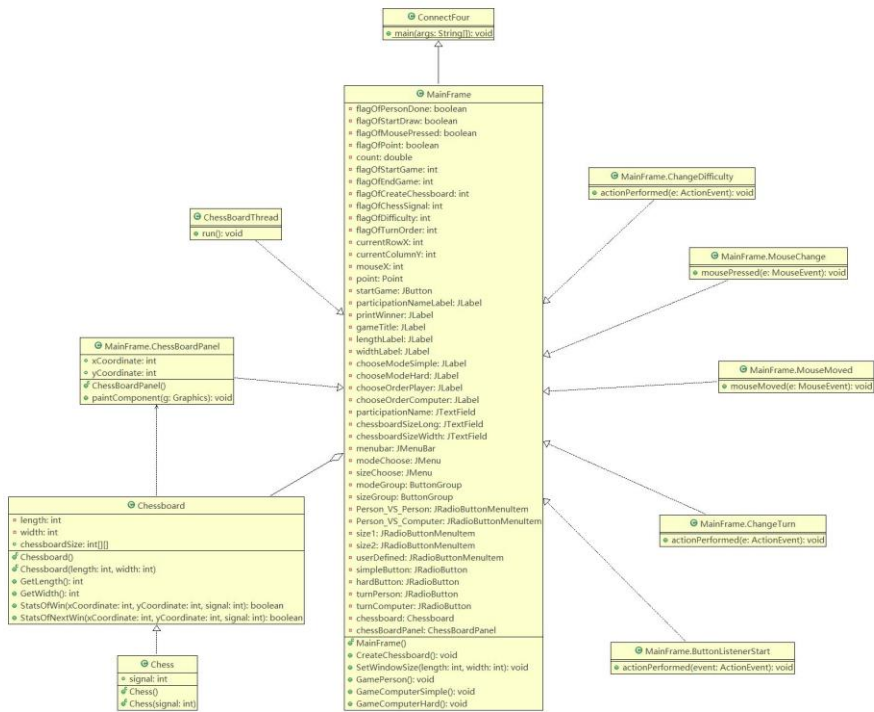 ConnectFour
main(args: String[]): void
MainFrame
flagOfPersonDone: boolean
flagOfStartDraw: boolean
flagOfMousePressed: boolean
flagOfPoint: boolean
count: double
flagOfStartGame: int
flagOfEndGame: int
flagOfCreateChessboard: int
flagOfChessSignal: int
flagOfDifficulty: int
flagOfTurnOrder: int
currentRowX: int
currentColumnY: int
mouseX: int
point: Point
startGame: JButton
participationNameLabel: JLabel
printWinner: JLabel
gameTitle: JLabel
lengthLabel: JLabel
widthLabel: JLabel
chooseModeSimple: JLabel
chooseModeHard: JLabel
chooseOrderPlayer: JLabel
chooseOrderComputer: JLabel
participationName: JTextField
chessboardSizeLong: JTextField
chessboardSizeWidth: JTextField
menubar: JMenuBar
modeChoose: JMenu
sizeChoose: JMenu
modeGroup: ButtonGroup
sizeGroup: ButtonGroup
Person_VS_Person: JRadioButtonMenuItem
Person_VS_Computer: JRadioButtonMenuItem
size1: JRadioButtonMenuItem
size2: JRadioButtonMenuItem
userDefined: JRadioButtonMenuItem
simpleButton: JRadioButton
hardButton: JRadioButton
turnPerson: JRadioButton
turnComputer: JRadioButton
chessboard: Chessboard
chessBoardPanel: ChessBoardPanel
MainFrame()
CreateChessboard(): void
SetWindowSize(length: int, width: int): void
GamePerson(): void
GameComputerSimple(): void
GameComputerHard(): void
ChessBoardThread
run(): void
MainFrame.ChessBoardPanel
xCoordinate: int
yCoordinate: int
ChessBoardPanel()
paintComponent(g: Graphics): void
Chessboard
length: int
width: int
chessboardSize: int[][]
Chessboard()
Chessboard(length: int, width: int)
GetLength(): int
GetWidth(): int
StatsOfWin(xCoordinate: int, yCoordinate: int, signal: int): boolean
StatsOfNextWin(xCoordinate: int, yCoordinate: int, signal: int): boolean
Chess
signal: int
Chess()
Chess(signal: int)
MainFrame.ChangeDifficulty
actionPerformed(e: ActionEvent): void
MainFrame.MouseChange
mousePressed(e: MouseEvent): void
MainFrame.MouseMoved
mouseMoved(e: MouseEvent): void
MainFrame.ChangeTurn
actionPerformed(e: ActionEvent): void
MainFrame.ButtonListenerStart
actionPerformed(event: ActionEvent): void